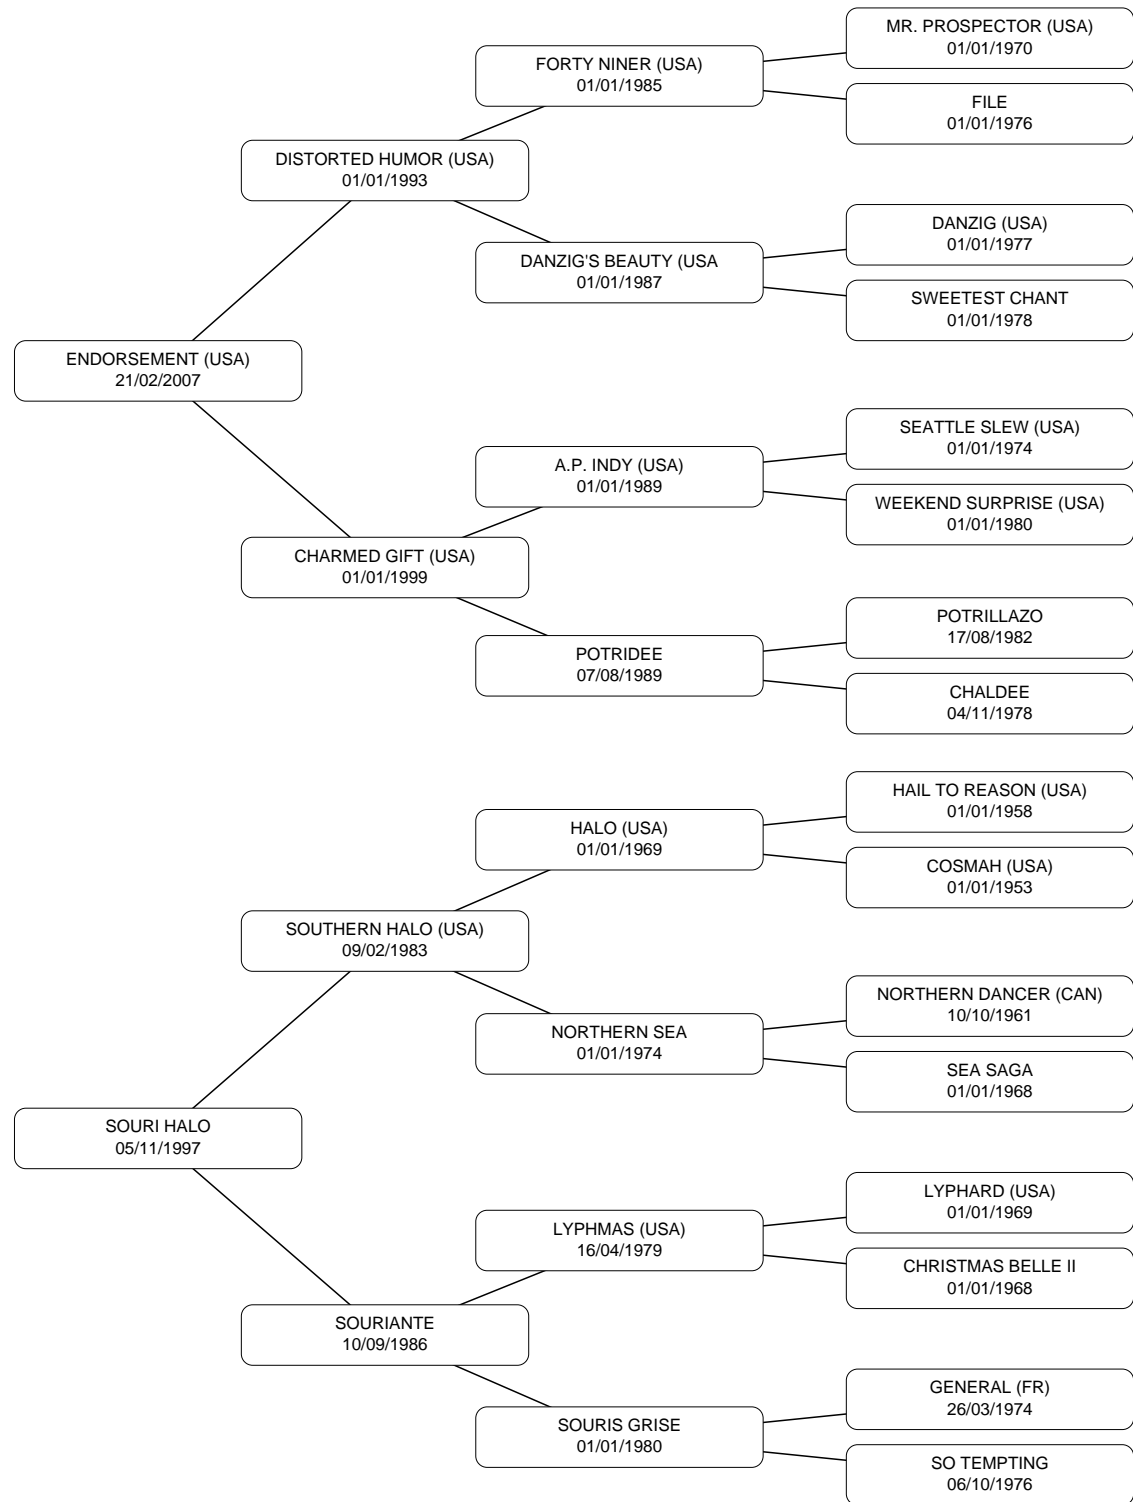 MR. PROSPECTOR (USA)
01/01/1970
FORTY NINER (USA)
01/01/1985
FILE
01/01/1976
DISTORTED HUMOR (USA)
01/01/1993
DANZIG (USA)
01/01/1977
DANZIG'S BEAUTY (USA
01/01/1987
SWEETEST CHANT
01/01/1978
ENDORSEMENT (USA)
21/02/2007
SEATTLE SLEW (USA)
01/01/1974
A.P. INDY (USA)
01/01/1989
WEEKEND SURPRISE (USA)
01/01/1980
CHARMED GIFT (USA)
01/01/1999
POTRILLAZO
17/08/1982
POTRIDEE
07/08/1989
CHALDEE
04/11/1978
HAIL TO REASON (USA)
01/01/1958
HALO (USA)
01/01/1969
COSMAH (USA)
01/01/1953
SOUTHERN HALO (USA)
09/02/1983
NORTHERN DANCER (CAN)
10/10/1961
NORTHERN SEA
01/01/1974
SEA SAGA
01/01/1968
SOURI HALO
05/11/1997
LYPHARD (USA)
01/01/1969
LYPHMAS (USA)
16/04/1979
CHRISTMAS BELLE II
01/01/1968
SOURIANTE
10/09/1986
GENERAL (FR)
26/03/1974
SOURIS GRISE
01/01/1980
SO TEMPTING
06/10/1976